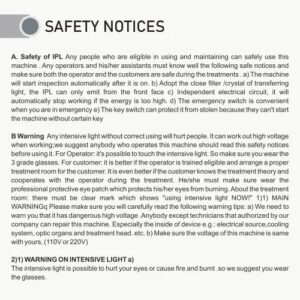 SAFETY NOTICES
A. Safety of IPL Any people who are eligible in using and maintaining can safely use this
machine . Any operators and his/her assistants must know well the following safe notices and
make sure both the operator and the customers are safe during the treatments . a) The machine
will start inspection automatically after it is on. b) Adopt the close filter /crystal of transferring
light, the IPL can only emit from the front face c) Independent electrical circuit, it will
automatically stop working if the energy is too high. d) The emergency switch is convenient
when you are in emergency e) The key switch can protect it from stolen because they can't start
the machine without certain key
B Warning Any intensive light without correct using will hurt people. It can work out high voltage
when working;we suggest anybody who operates this machine should read this safety notices
before using it. For Operator: it's possible to touch the intensive light. So make sure you wear the
3 grade glasses. For customer: it is better if the operator is trained eligible and arrange a proper
treatment room for the customer. It is even better if the customer knows the treatment theory and
cooperates with the operator during the treatment. He/she must make sure wear the
professional protective eye patch which protects his/her eyes from burning. About the treatment
room: there must be clear mark which shows "using intensive light NOW!" 1)1) MAIN
WARNINGq Please make sure you will carefully read the following warning tips: a) We need to
warn you that it has dangerous high voltage .Anybody except technicians that authorized by our
company can repair this machine. Especially the inside of device e.g.: electrical source,cooling
system, optic organs and treatment head, etc. b) Make sure the voltage of this machine is same
with yours, (110V or 220V)
2)1) WARNING ON INTENSIVE LIGHT a)
The intensive light is possible to hurt your eyes or cause fire and burnt .so we suggest you wear
the glasses.